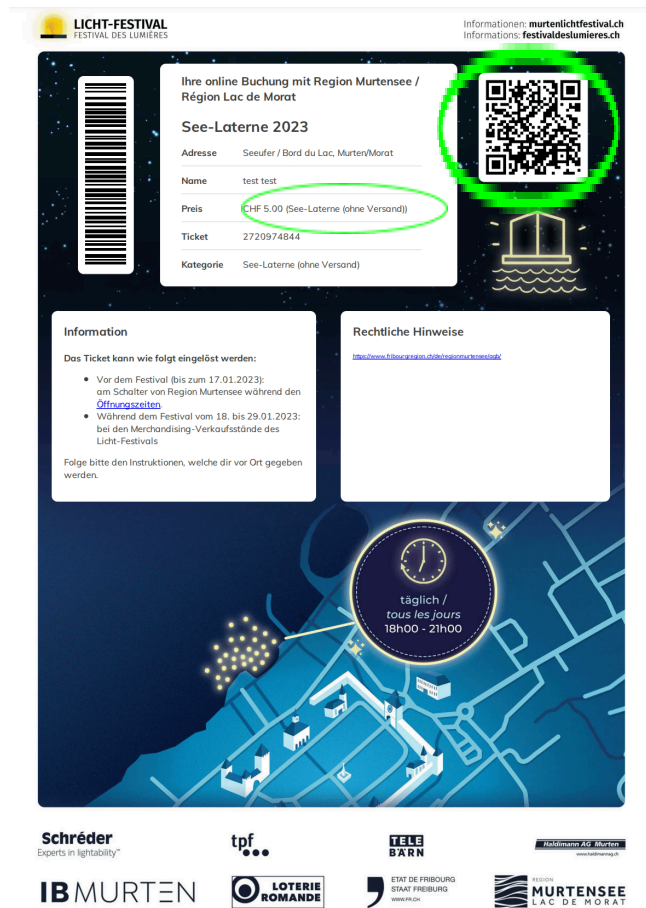 LICHT-FESTIVAL
FESTIVAL DES LUMIÈRES
Informationen: murtenlichtfestival.ch
Informations: festivaldeslumieres.ch
Ihre online Buchung mit Region Murtensee /
Région Lac de Morat
See-Laterne 2023
Adresse Seeufer / Bord du Lac, Murten/Morat
Name test test
Preis CHF 5.00 (See-Laterne (ohne Versand))
Ticket 2720974844
Kategorie See-Laterne (ohne Versand)
Information
Das Ticket kann wie folgt eingelöst werden:
• Vor dem Festival (bis zum 17.01.2023):
am Schalter von Region Murtensee während den
Öffnungszeiten.
• Während dem Festival vom 18. bis 29.01.2023:
bei den Merchandising-Verkaufsstände des
Licht-Festivals
Folge bitte den Instruktionen, welche dir vor Ort gegeben
werden.
Rechtliche Hinweise
https://www.fribourgregion.ch/de/regionmurtensee/agb/
täglich /
tous les jours
18h00 - 21h00
Schréder
Experts in lightability™
tpf
TELE
BÄRN
Haldimann AG Murten
www.haldimannag.ch
IBMURTEN
LOTERIE
ROMANDE
ETAT DE FRIBOURG
STAAT FREIBURG
WWW.FR.CH
REGION
MURTENSEE
LAC DE MORAT